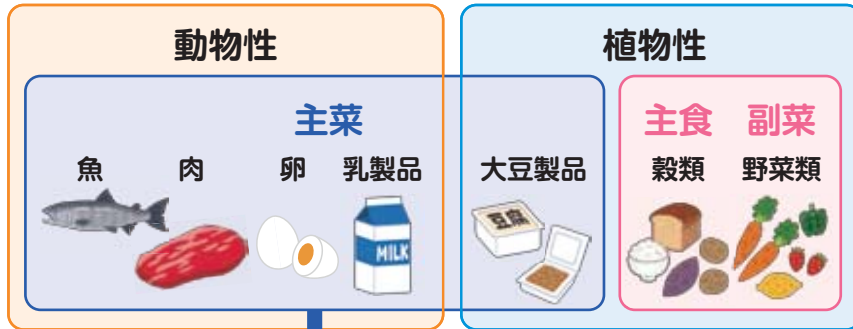 動物性
植物性
主菜
主食 副菜
魚 肉 卵 乳製品 大豆製品 穀類 野菜類
豆腐
MILK